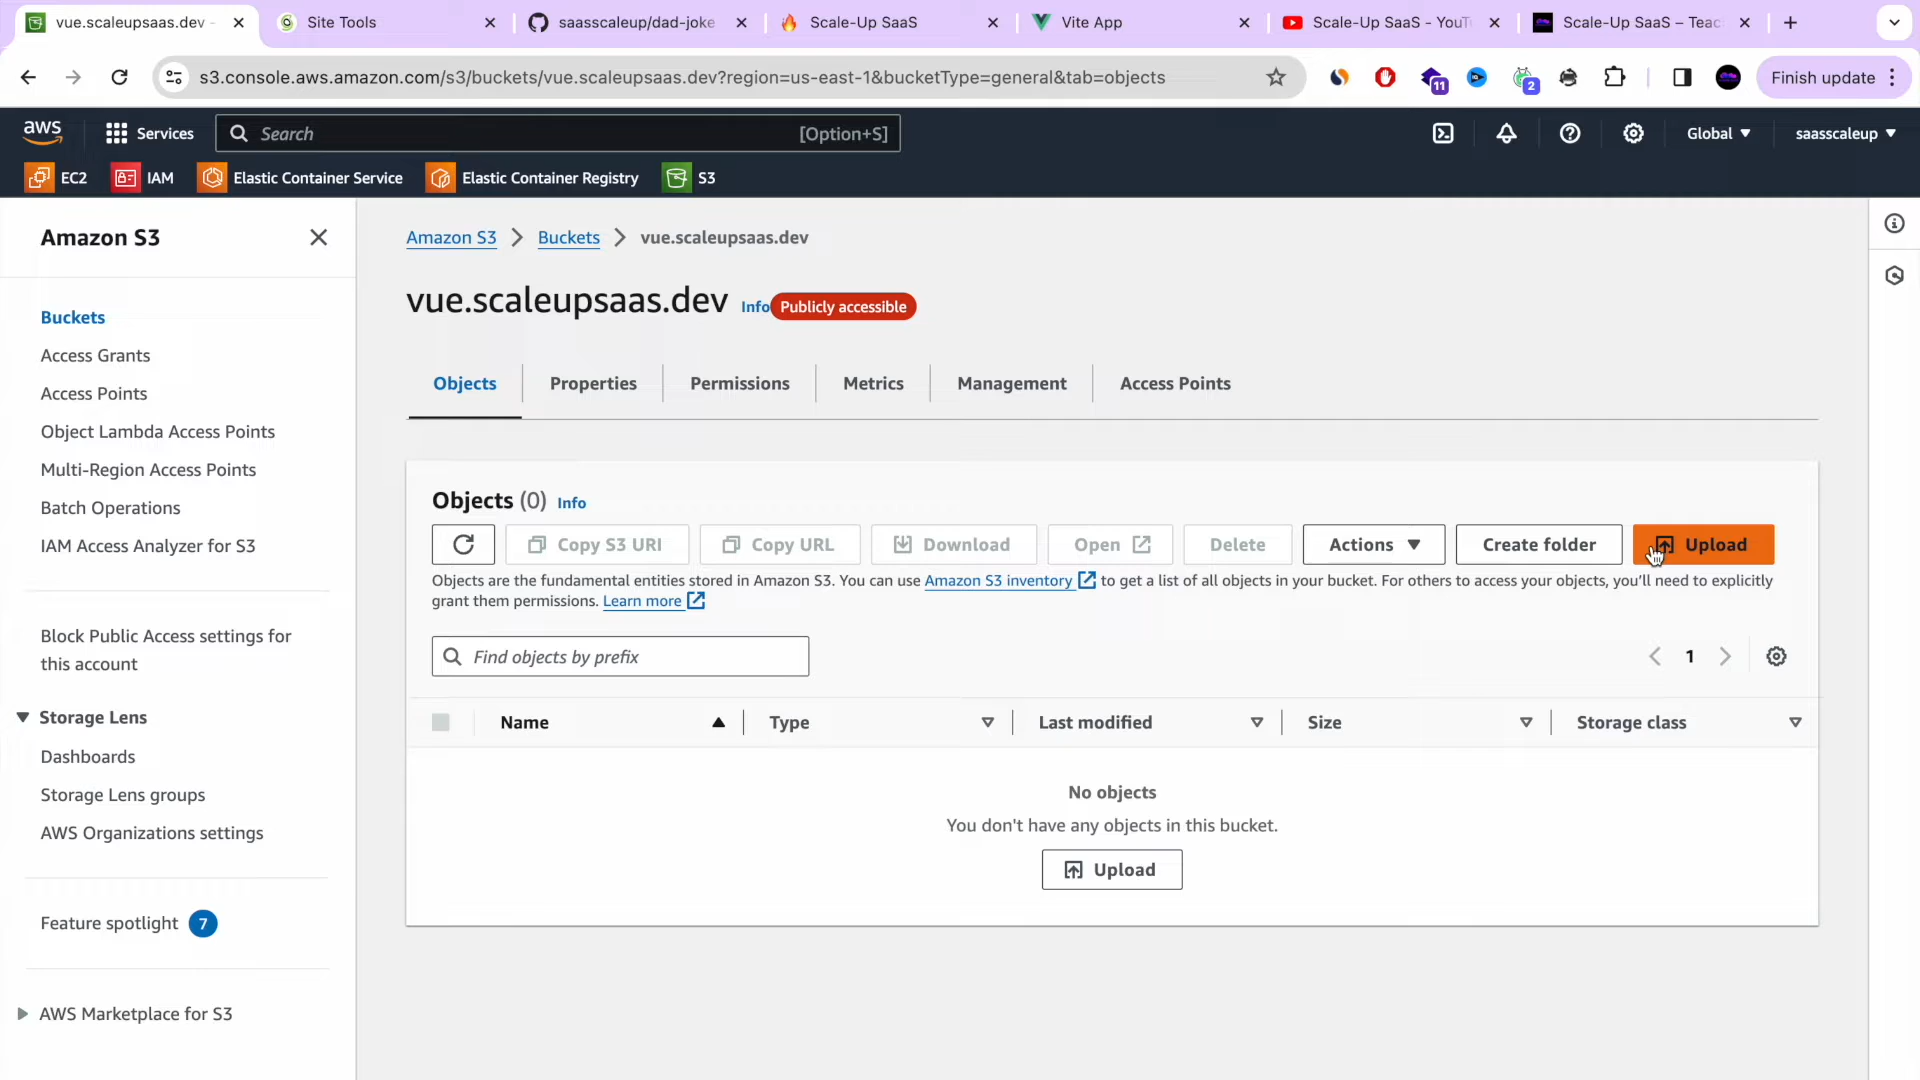 vue.scaleupsaas.dev -
Site Tools
saasscaleup/dad-joke
Scale-Up SaaS
Vite App
Scale-Up SaaS - YouTu
Scale-Up SaaS – Teac
s3.console.aws.amazon.com/s3/buckets/vue.scaleupsaas.dev?region=us-east-1&bucketType=general&tab=objects
11
2
Finish update
aws
Services
Search
[Option+S]
Global
saasscaleup
EC2
IAM
Elastic Container Service
Elastic Container Registry
S3
Amazon S3
Buckets
Access Grants
Access Points
Object Lambda Access Points
Multi-Region Access Points
Batch Operations
IAM Access Analyzer for S3
Block Public Access settings for
this account
Storage Lens
Dashboards
Storage Lens groups
AWS Organizations settings
Feature spotlight 7
AWS Marketplace for S3
Amazon S3 > Buckets > vue.scaleupsaas.dev
vue.scaleupsaas.dev Info Publicly accessible
Objects
Properties
Permissions
Metrics
Management
Access Points
Objects (0) Info
Copy S3 URI
Copy URL
Download
Open
Delete
Actions
Create folder
Upload
Objects are the fundamental entities stored in Amazon S3. You can use Amazon S3 inventory to get a list of all objects in your bucket. For others to access your objects, you'll need to explicitly
grant them permissions. Learn more
Find objects by prefix
1
Name
Type
Last modified
Size
Storage class
No objects
You don't have any objects in this bucket.
Upload